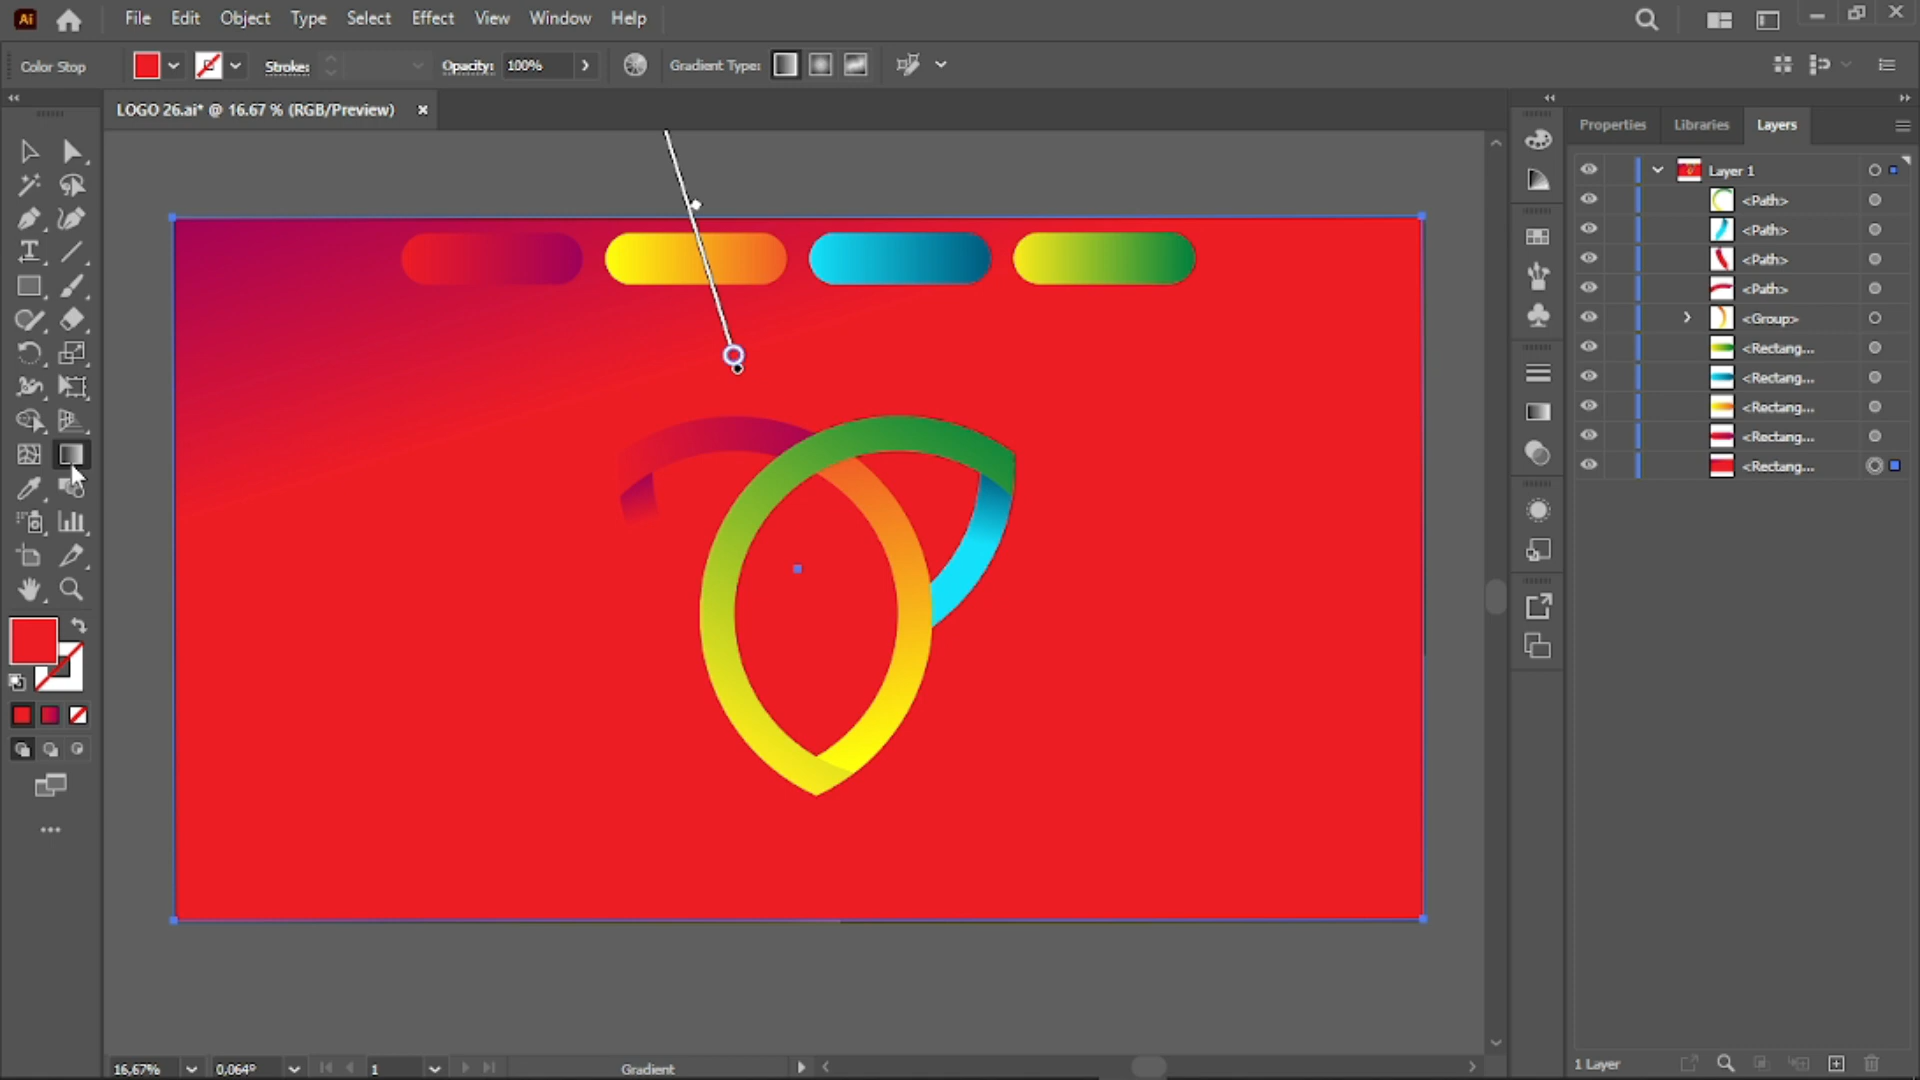 Ai File Edit Object Type Select Effect View Window Help
Color Stop Stroke: Opacity: 100% Gradient Type:
LOGO 26.ai* @ 16.67 % (RGB/Preview) ×
Properties Libraries Layers
Layer 1
<Path>
<Path>
<Path>
<Path>
<Group>
<Rectang...
<Rectang...
<Rectang...
<Rectang...
<Rectang...
16,67% 0,064° 1 Gradient
1 Layer